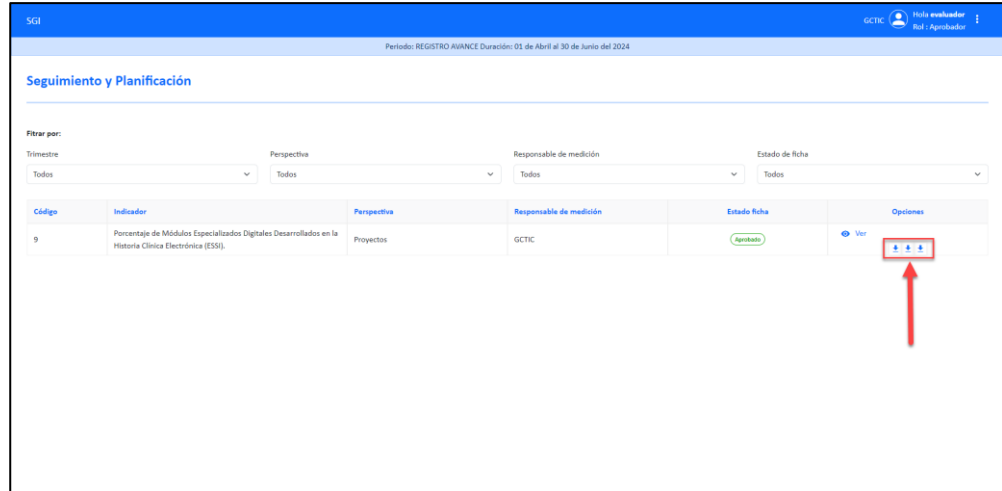 SGI
GCTIC
Hola evaluador
Rol : Aprobador
Periodo: REGISTRO AVANCE Duración: 01 de Abril al 30 de Junio del 2024
Seguimiento y Planificación
Fitrar por:
Trimestre Perspectiva Responsable de medición Estado de ficha
Todos Todos Todos Todos
Código Indicador Perspectiva Responsable de medición Estado ficha Opciones
9 Porcentaje de Módulos Especializados Digitales Desarrollados en la Historia Clínica Electrónica (ESSI). Proyectos GCTIC Aprobado Ver